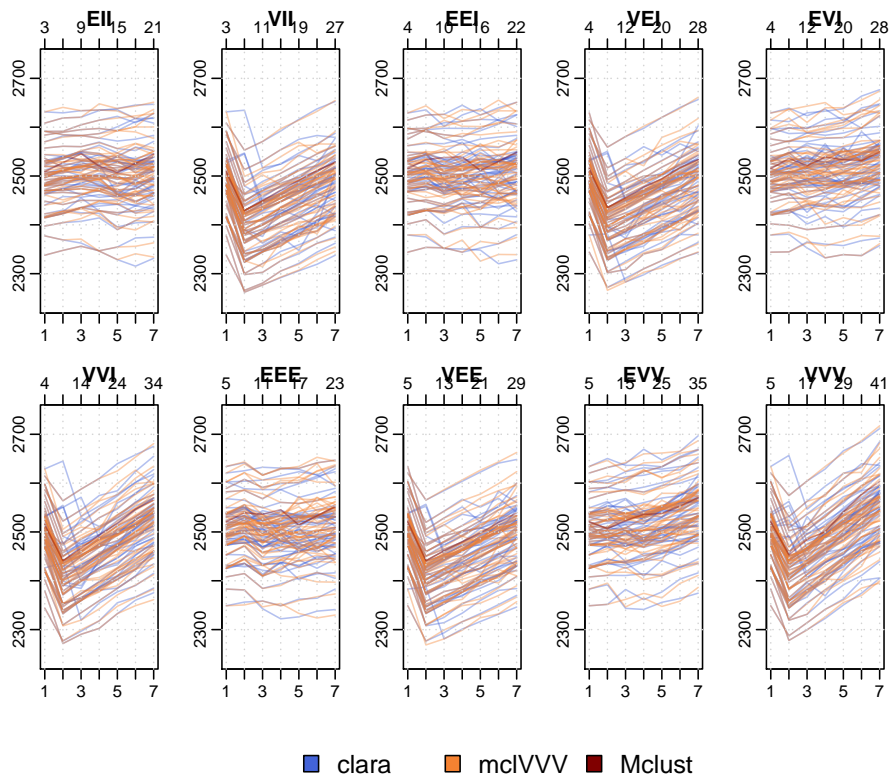 EII VII EEI VEI EVI
3 9 15 21 3 11 19 27 4 10 16 22 4 12 20 28 4 12 20 28
2300 2500 2700 2300 2500 2700 2300 2500 2700 2300 2500 2700 2300 2500 2700
1 3 5 7 1 3 5 7 1 3 5 7 1 3 5 7 1 3 5 7
VVI EEE VEE EVV VVV
4 14 24 34 5 11 17 23 5 13 21 29 5 15 25 35 5 17 29 41
2300 2500 2700 2300 2500 2700 2300 2500 2700 2300 2500 2700 2300 2500 2700
1 3 5 7 1 3 5 7 1 3 5 7 1 3 5 7 1 3 5 7
clara mclVVV Mclust